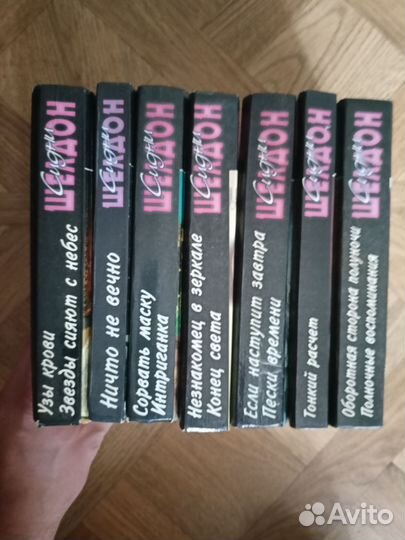 Сидни
ШЕЛДОН
Узы крови
Звезды сияют с небес
Сидни
ШЕЛДОН
Ничто не вечно
Сидни
ШЕЛДОН
Сорвать маску
Интриганка
Сидни
ШЕЛДОН
Незнакомец в зеркале
Конец света
Сидни
ШЕЛДОН
Если наступит завтра
Пески времени
Сидни
ШЕЛДОН
Тонкий расчет
Сидни
ШЕЛДОН
Оборотная сторона полуночи
Полночные воспоминания
Avito